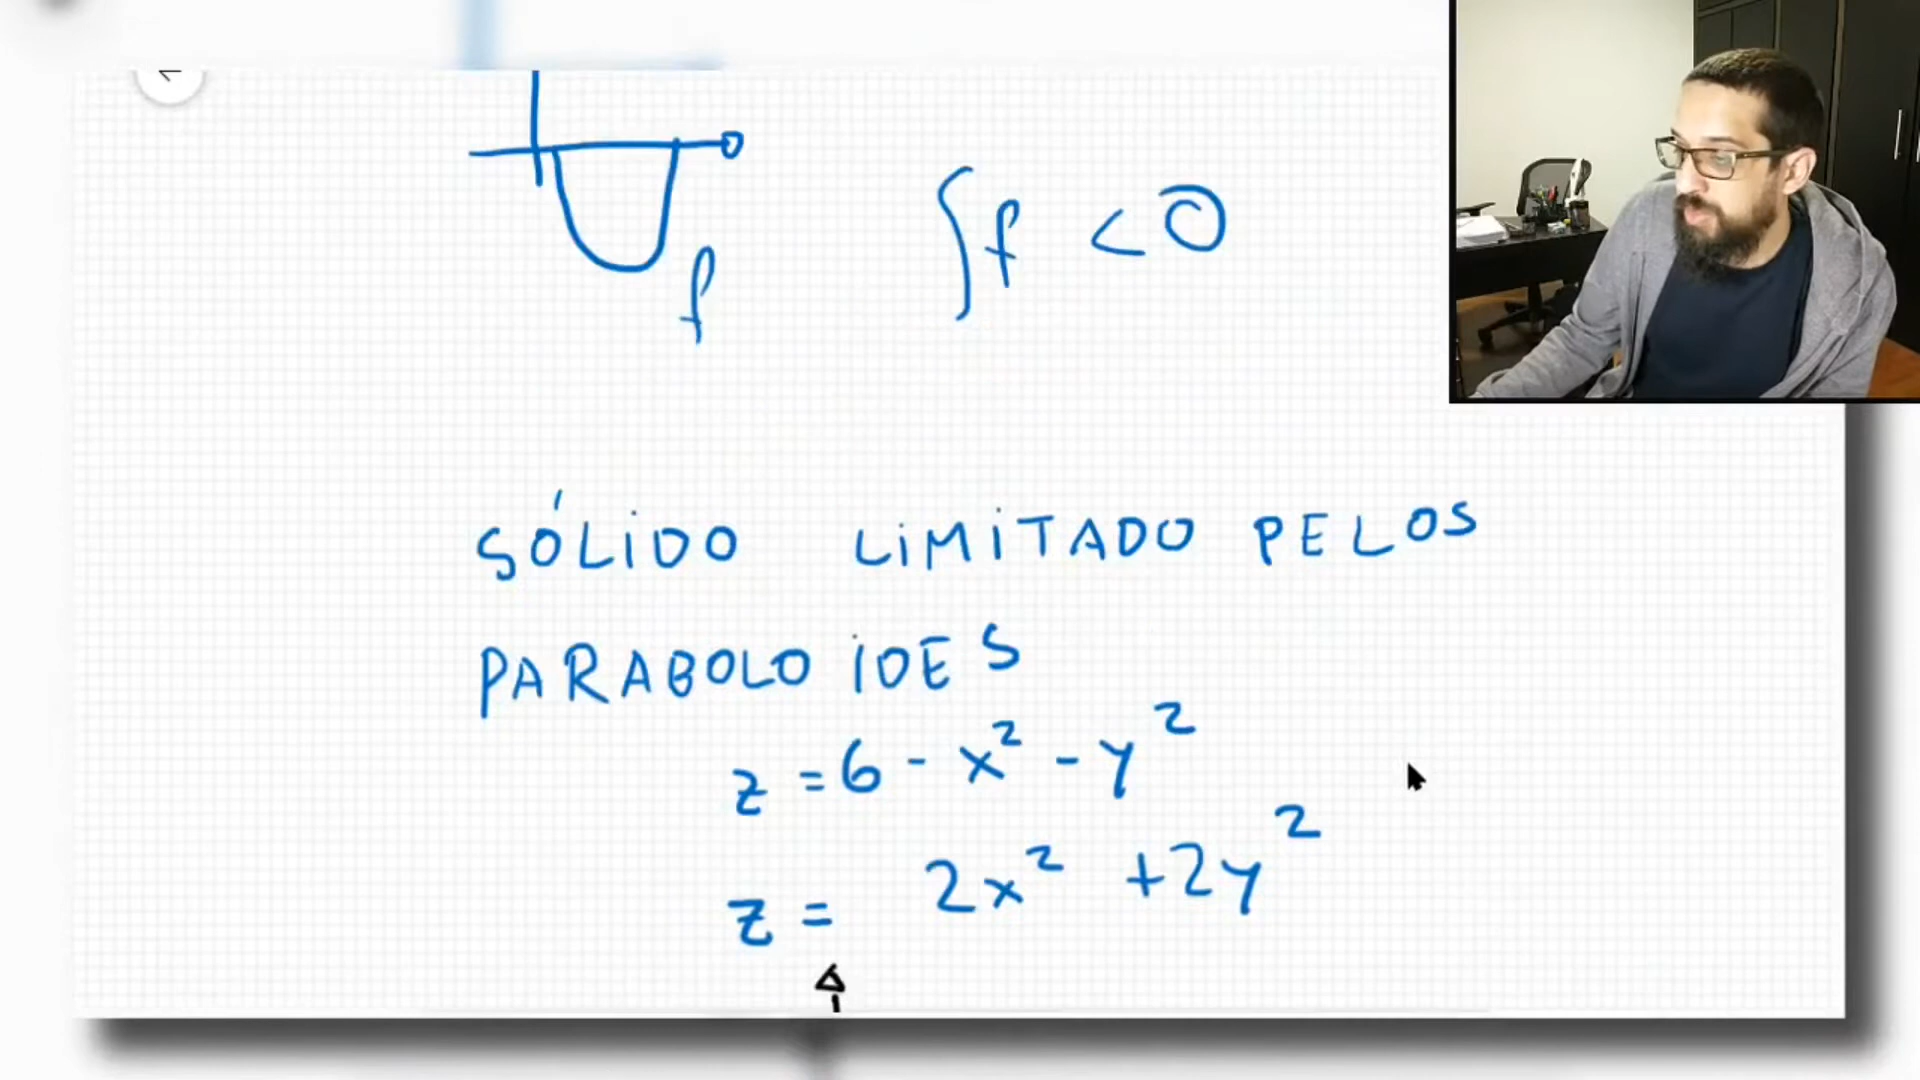 f
∫f < 0
SÓLIDO LIMITADO PELOS
PARABOLOIDES
z = 6 - x² - y²
z = 2x² + 2y²